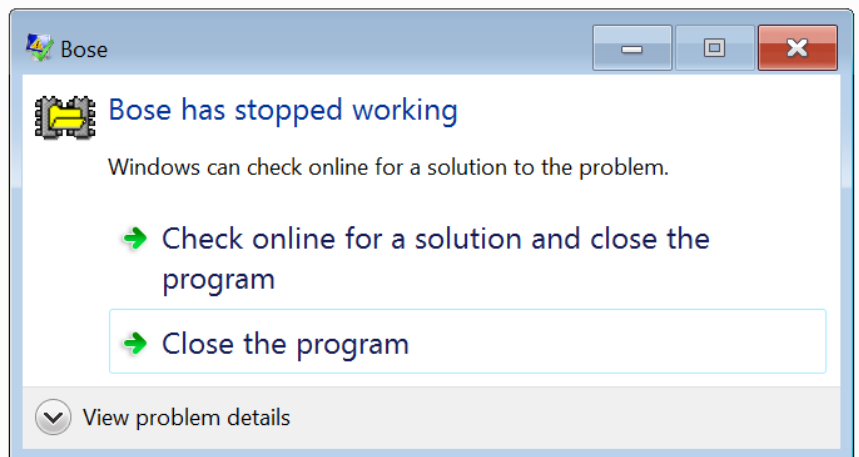 Bose
Bose has stopped working
Windows can check online for a solution to the problem.
Check online for a solution and close the
program
Close the program
View problem details